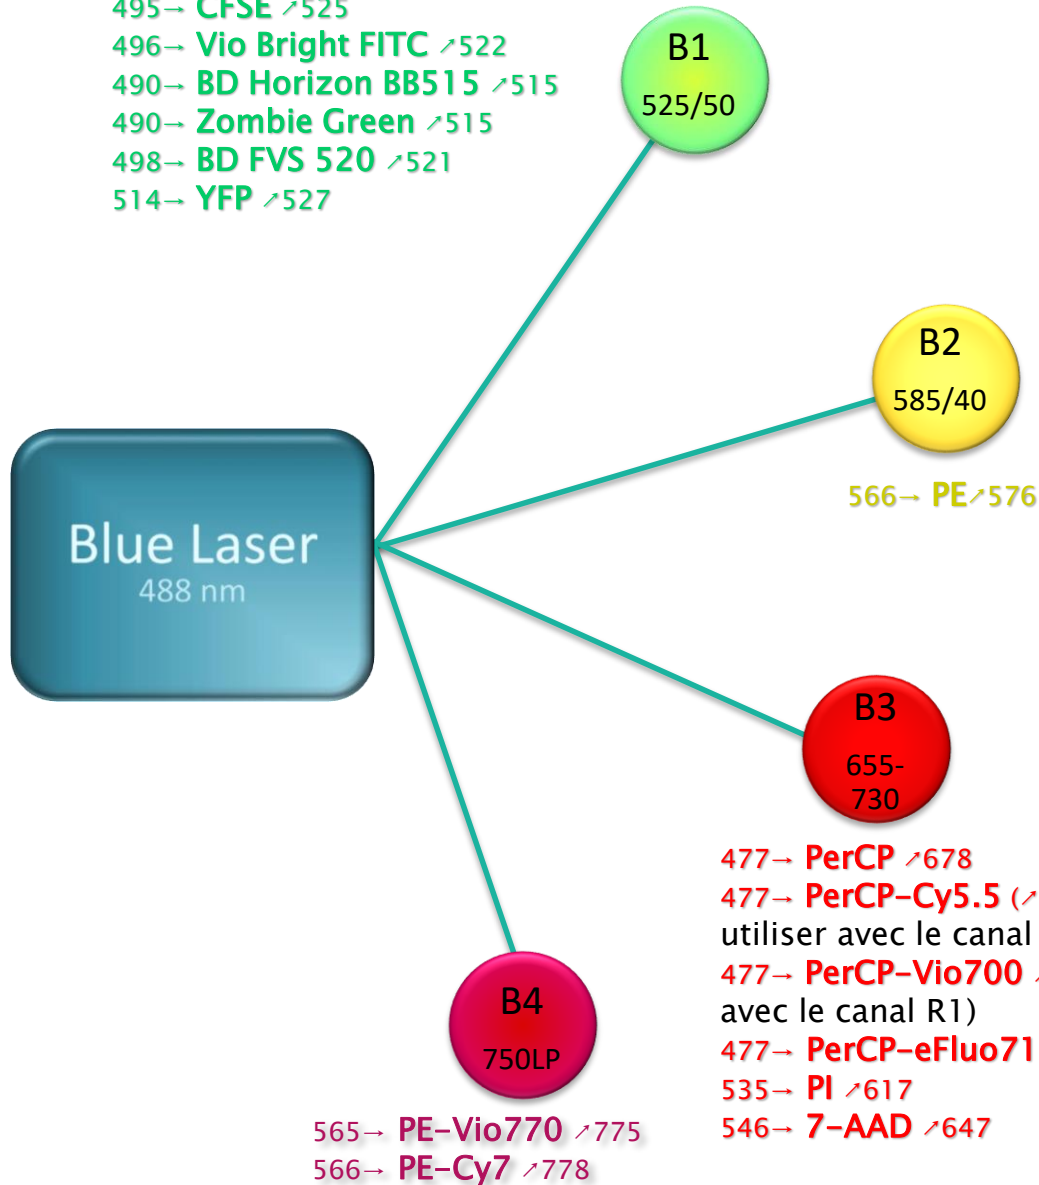 495→ CFSE ↗525
496→ Vio Bright FITC ↗522
490→ BD Horizon BB515 ↗515
490→ Zombie Green ↗515
498→ BD FVS 520 ↗521
514→ YFP ↗527
B1
525/50
B2
585/40
566→ PE↗576
Blue Laser
488 nm
B3
655-
730
477→ PerCP ↗678
477→ PerCP-Cy5.5 (↗
utiliser avec le canal
477→ PerCP-Vio700
avec le canal R1)
477→ PerCP-eFluo71
535→ PI ↗617
546→ 7-AAD ↗647
B4
750LP
565→ PE-Vio770 ↗775
566→ PE-Cy7 ↗778